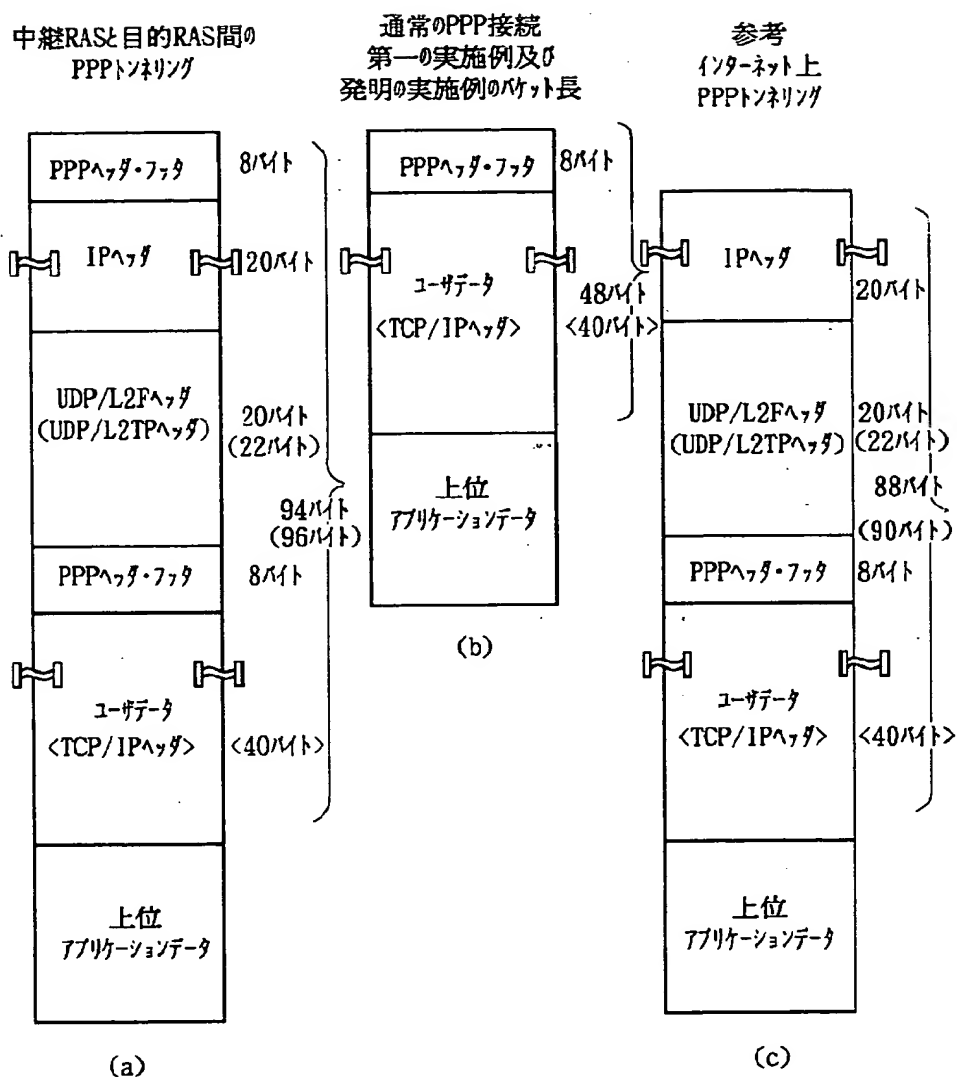 中継RASと目的RAS間の
PPPトンネリング
PPPヘッダ・フッタ
8バイト
IPヘッダ
20バイト
UDP/L2Fヘッダ
(UDP/L2TPヘッダ)
20バイト
(22バイト)
94バイト
(96バイト)
PPPヘッダ・フッタ
8バイト
ユーザデータ
<TCP/IPヘッダ>
<40バイト>
上位
アプリケーションデータ
(a)
通常のPPP接続
第一の実施例及び
発明の実施例のパケット長
PPPヘッダ・フッタ
8バイト
ユーザデータ
<TCP/IPヘッダ>
48バイト
<40バイト>
上位
アプリケーションデータ
(b)
参考
インターネット上
PPPトンネリング
IPヘッダ
20バイト
UDP/L2Fヘッダ
(UDP/L2TPヘッダ)
20バイト
(22バイト)
88バイト
(90バイト)
PPPヘッダ・フッタ
8バイト
ユーザデータ
<TCP/IPヘッダ>
<40バイト>
上位
アプリケーションデータ
(c)